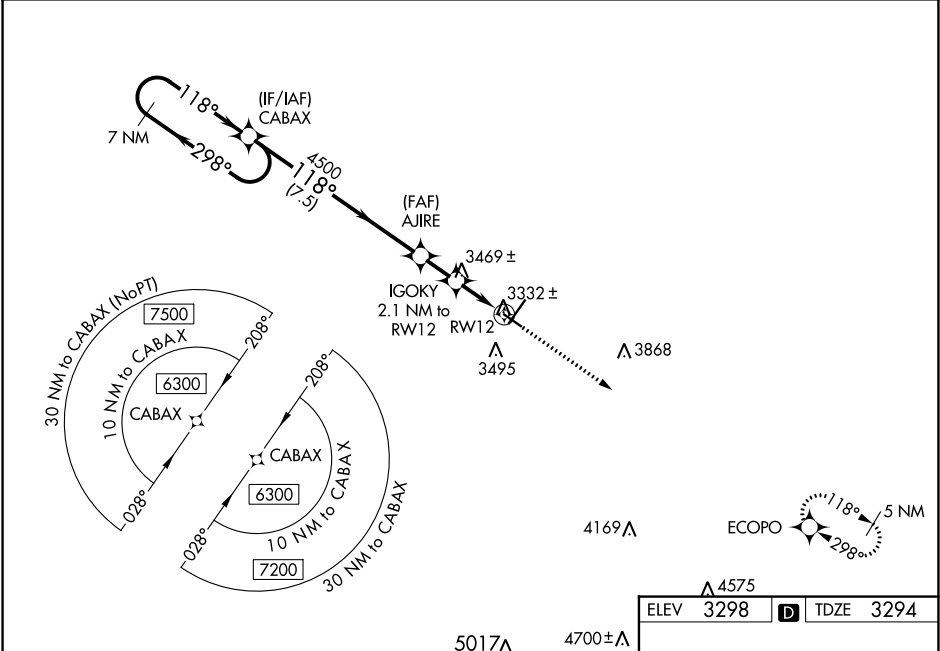 118°
(IF/IAF)
CABAX
7 NM
298°
4500
118°
(7.5)
(FAF)
AJIRE
3469 ±
IGOKY
2.1 NM to
RW12
RW12
3332 ±
3495
3868
30 NM to CABAX (NoPT)
7500
208°
10 NM to CABAX
6300
CABAX
028°
208°
CABAX
6300
10 NM to CABAX
028°
7200
30 NM to CABAX
4169
ECOPO
118°
5 NM
298°
4575
ELEV 3298 D TDZE 3294
5017
4700±